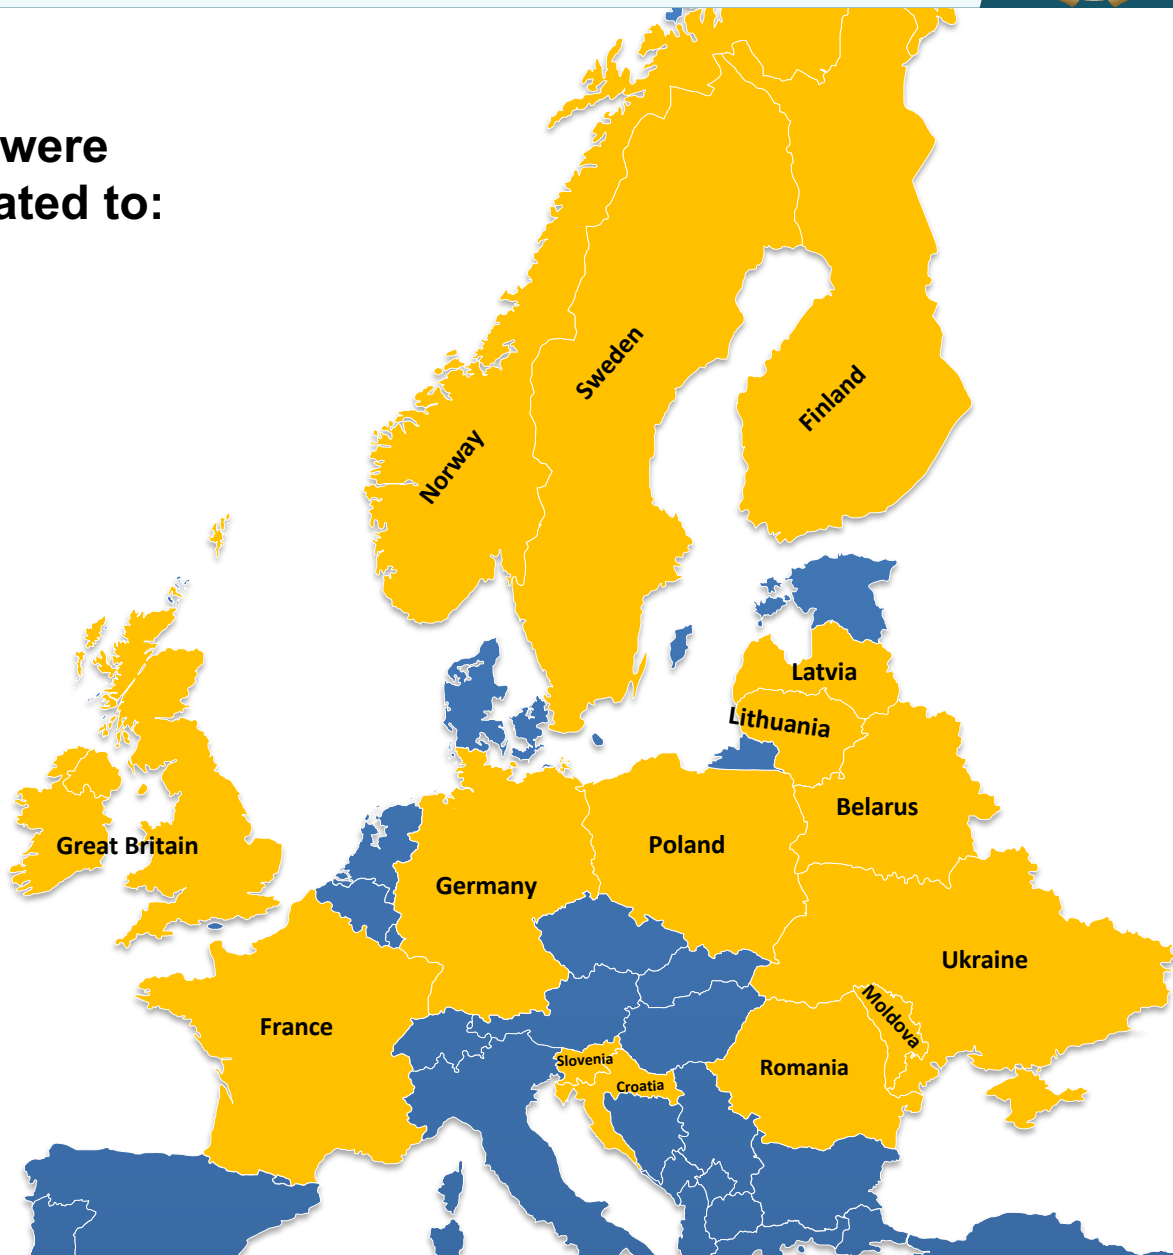 were
ated to:
Sweden
Finland
Norway
Latvia
Lithuania
Belarus
Great Britain
Poland
Germany
Ukraine
Moldova
France
Slovenia
Romania
Croatia